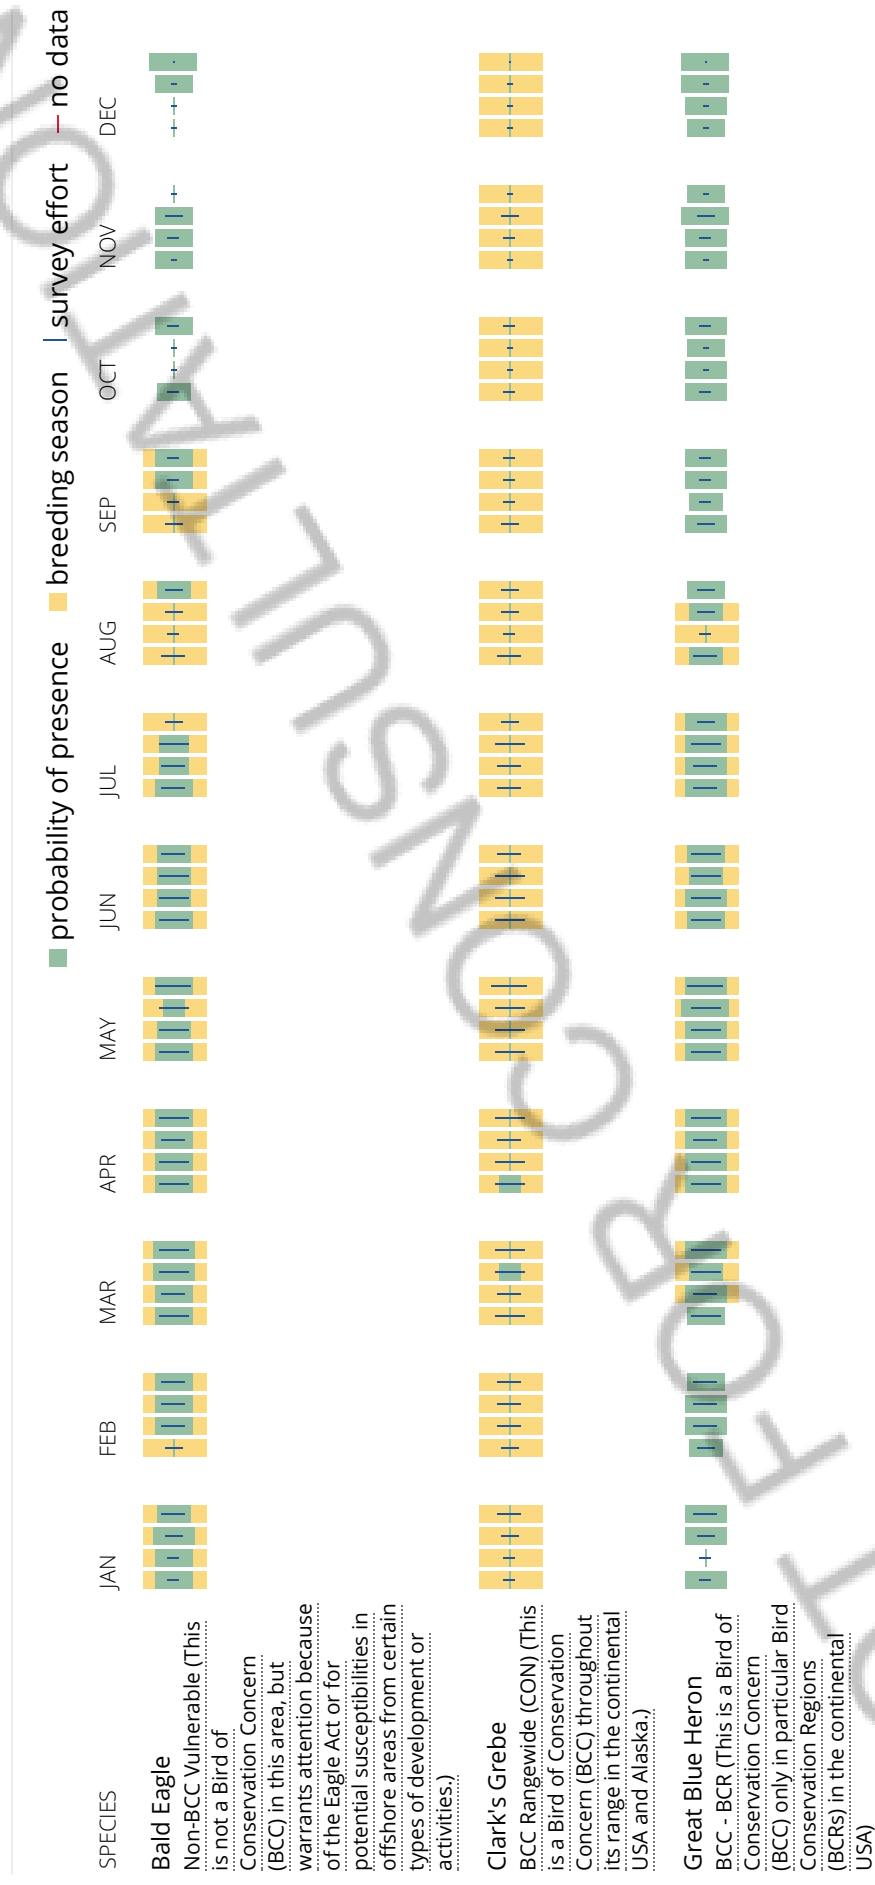 probability of presence breeding season survey effort no data
SPECIES JAN FEB MAR APR MAY JUN JUL AUG SEP OCT NOV DEC
Bald Eagle
Non-BCC Vulnerable (This
is not a Bird of
Conservation Concern
(BCC) in this area, but
warrants attention because
of the Eagle Act or for
potential susceptibilities in
offshore areas from certain
types of development or
activities.)
Clark's Grebe
BCC Rangewide (CON) (This
is a Bird of Conservation
Concern (BCC) throughout
its range in the continental
USA and Alaska.)
Great Blue Heron
BCC - BCR (This is a Bird of
Conservation Concern
(BCC) only in particular Bird
Conservation Regions
(BCRs) in the continental
USA)
FOR CONSULTATION